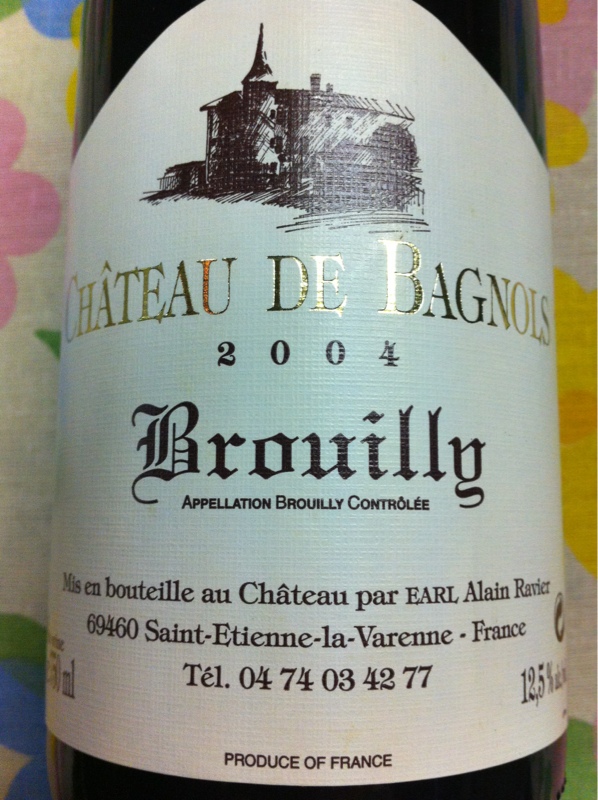 CHÂTEAU DE BAGNOLS
2004
Brouilly
APPELLATION BROUILLY CONTRÔLÉE
Mis en bouteille au Château par EARL Alain Ravier
69460 Saint-Etienne-la-Varenne - France
Tél. 04 74 03 42 77
ml
12,5%
PRODUCE OF FRANCE